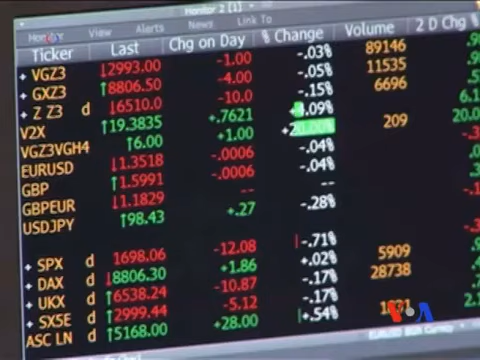 Monitor 2 [1]
View Alerts News Link To
Ticker Last Chg on Day % Change Volume 2 D Chg %
+ VGZ3 ↓2993.00 -1.00 -.03% 89146
+ GXZ3 ↑8806.50 -4.00 -.05% 11535
+ Z Z3 d ↓6510.0 -10.0 -.15% 6696
V2X ↑19.3835 +.7621 +4.09%
VGZ3VGH4 ↑6.00 +1.00 +20.00% 209
EURUSD ↓1.3518 -.0006 -.04%
GBP ↑1.5991 -.0006 -.04%
GBPEUR ↓1.1829 -- --
USDJPY ↑98.43 +.27 -.28%
+ SPX d 1698.06 -12.08 -.71%
+ DAX d ↓8806.30 +1.86 +.02% 5909
+ UKX d ↑6538.24 -10.87 -.17% 28738
+ SX5E d ↑2999.44 -5.12 -.17%
ASC LN d ↑5168.00 +28.00 +.54%
VOA